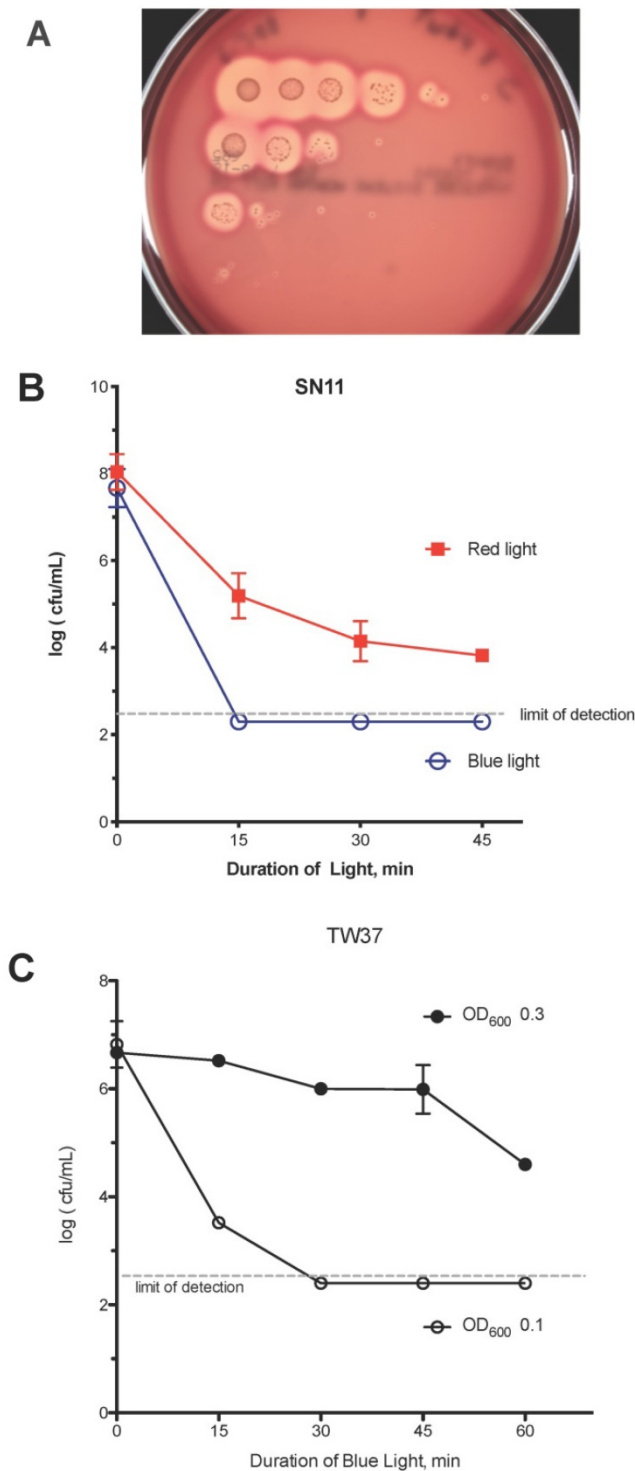 A
B
SN11
10
8
6
4
2
0
log ( cfu/mL)
Red light
limit of detection
Blue light
0 15 30 45
Duration of Light, min
C
TW37
8
6
4
2
0
log ( cfu/mL)
OD600 0.3
limit of detection
OD600 0.1
0 15 30 45 60
Duration of Blue Light, min